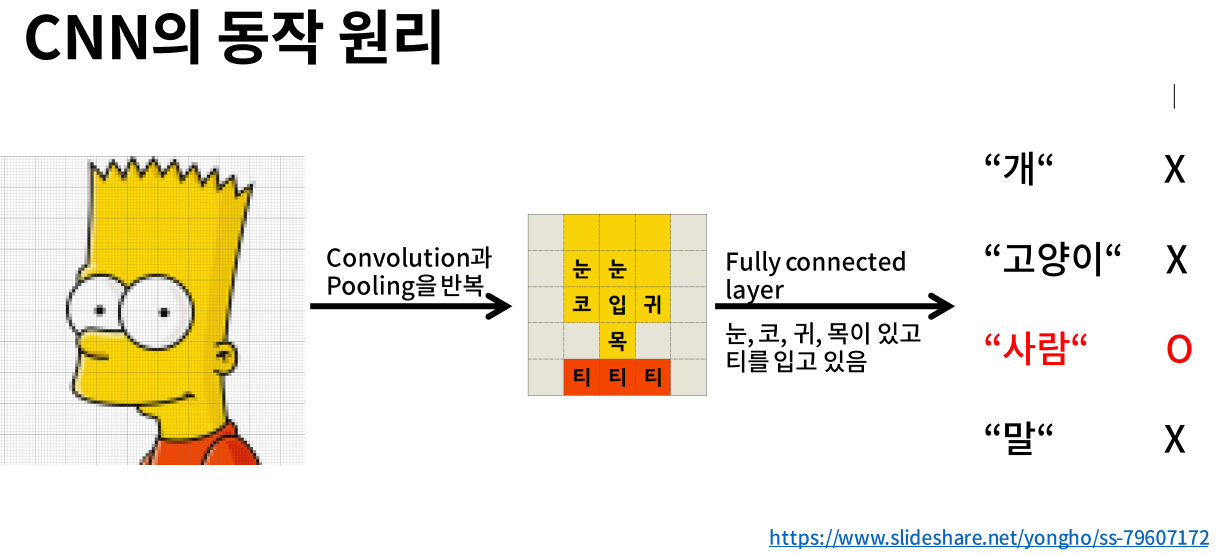 CNN의 동작 원리
Convolution과
Pooling을 반복
눈 눈
코 입 귀
목
티 티 티
Fully connected
layer
눈, 코, 귀, 목이 있고
티를 입고 있음
“개“ X
“고양이“ X
“사람“ O
“말“ X
https://www.slideshare.net/yongho/ss-79607172